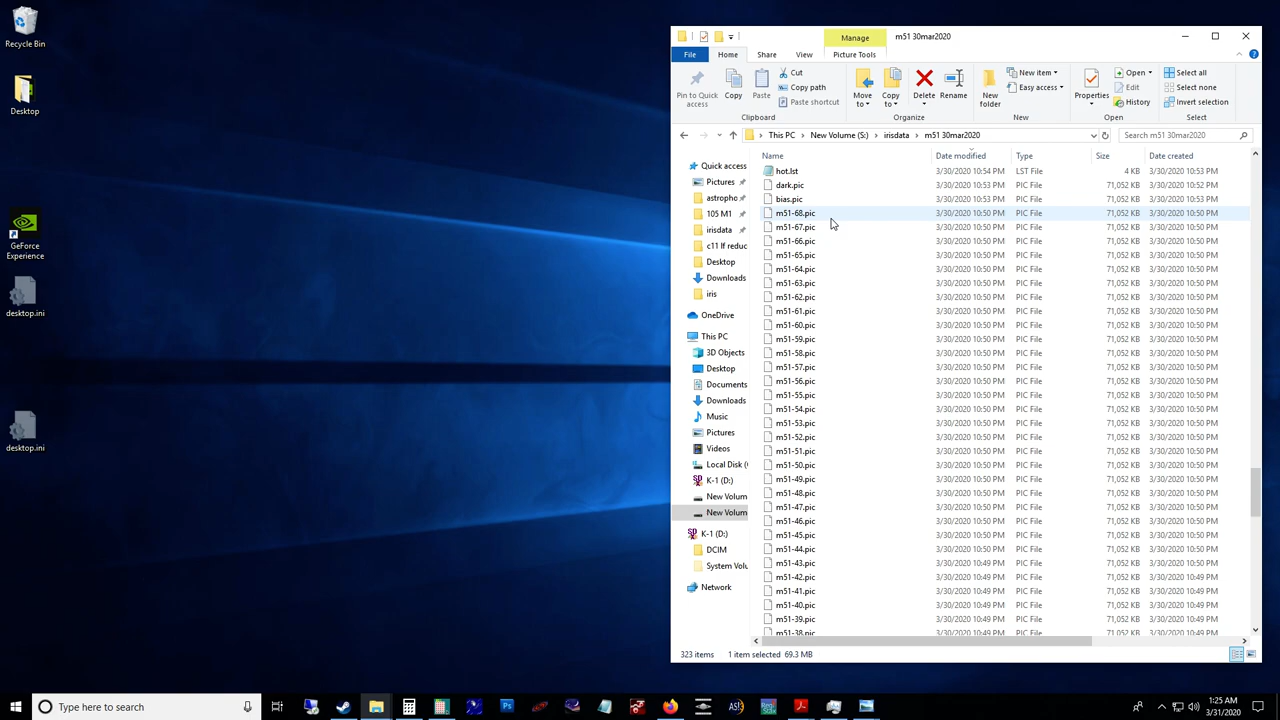 Recycle Bin
Desktop
GeForce
Experience
desktop.ini
desktop.ini
Manage
m51 30mar2020
File
Home
Share
View
Picture Tools
Pin to Quick
access
Copy
Paste
Cut
Copy path
Paste shortcut
Clipboard
Move
to
Copy
to
Delete
Rename
Organize
New
folder
New item
Easy access
New
Properties
Open
Edit
History
Open
Select all
Select none
Invert selection
Select
This PC > New Volume (S:) > irisdata > m51 30mar2020
Search m51 30mar2020
Quick access
Pictures
astropho
105 M1
irisdata
c11 lf reduc
Desktop
Downloads
iris
OneDrive
This PC
3D Objects
Desktop
Documents
Downloads
Music
Pictures
Videos
Local Disk (
K-1 (D:)
New Volum
New Volum
K-1 (D:)
DCIM
System Volu
Network
Name Date modified Type Size Date created
hot.lst 3/30/2020 10:54 PM LST File 4 KB 3/30/2020 10:53 PM
dark.pic 3/30/2020 10:53 PM PIC File 71,052 KB 3/30/2020 10:52 PM
bias.pic 3/30/2020 10:53 PM PIC File 71,052 KB 3/30/2020 10:53 PM
m51-68.pic 3/30/2020 10:50 PM PIC File 71,052 KB 3/30/2020 10:50 PM
m51-67.pic 3/30/2020 10:50 PM PIC File 71,052 KB 3/30/2020 10:50 PM
m51-66.pic 3/30/2020 10:50 PM PIC File 71,052 KB 3/30/2020 10:50 PM
m51-65.pic 3/30/2020 10:50 PM PIC File 71,052 KB 3/30/2020 10:50 PM
m51-64.pic 3/30/2020 10:50 PM PIC File 71,052 KB 3/30/2020 10:50 PM
m51-63.pic 3/30/2020 10:50 PM PIC File 71,052 KB 3/30/2020 10:50 PM
m51-62.pic 3/30/2020 10:50 PM PIC File 71,052 KB 3/30/2020 10:50 PM
m51-61.pic 3/30/2020 10:50 PM PIC File 71,052 KB 3/30/2020 10:50 PM
m51-60.pic 3/30/2020 10:50 PM PIC File 71,052 KB 3/30/2020 10:50 PM
m51-59.pic 3/30/2020 10:50 PM PIC File 71,052 KB 3/30/2020 10:50 PM
m51-58.pic 3/30/2020 10:50 PM PIC File 71,052 KB 3/30/2020 10:50 PM
m51-57.pic 3/30/2020 10:50 PM PIC File 71,052 KB 3/30/2020 10:50 PM
m51-56.pic 3/30/2020 10:50 PM PIC File 71,052 KB 3/30/2020 10:50 PM
m51-55.pic 3/30/2020 10:50 PM PIC File 71,052 KB 3/30/2020 10:50 PM
m51-54.pic 3/30/2020 10:50 PM PIC File 71,052 KB 3/30/2020 10:50 PM
m51-53.pic 3/30/2020 10:50 PM PIC File 71,052 KB 3/30/2020 10:50 PM
m51-52.pic 3/30/2020 10:50 PM PIC File 71,052 KB 3/30/2020 10:50 PM
m51-51.pic 3/30/2020 10:50 PM PIC File 71,052 KB 3/30/2020 10:50 PM
m51-50.pic 3/30/2020 10:50 PM PIC File 71,052 KB 3/30/2020 10:50 PM
m51-49.pic 3/30/2020 10:50 PM PIC File 71,052 KB 3/30/2020 10:50 PM
m51-48.pic 3/30/2020 10:50 PM PIC File 71,052 KB 3/30/2020 10:50 PM
m51-47.pic 3/30/2020 10:50 PM PIC File 71,052 KB 3/30/2020 10:50 PM
m51-46.pic 3/30/2020 10:50 PM PIC File 71,052 KB 3/30/2020 10:50 PM
m51-45.pic 3/30/2020 10:50 PM PIC File 71,052 KB 3/30/2020 10:50 PM
m51-44.pic 3/30/2020 10:50 PM PIC File 71,052 KB 3/30/2020 10:50 PM
m51-43.pic 3/30/2020 10:49 PM PIC File 71,052 KB 3/30/2020 10:49 PM
m51-42.pic 3/30/2020 10:49 PM PIC File 71,052 KB 3/30/2020 10:49 PM
m51-41.pic 3/30/2020 10:49 PM PIC File 71,052 KB 3/30/2020 10:49 PM
m51-40.pic 3/30/2020 10:49 PM PIC File 71,052 KB 3/30/2020 10:49 PM
m51-39.pic 3/30/2020 10:49 PM PIC File 71,052 KB 3/30/2020 10:49 PM
m51-38.pic 3/30/2020 10:49 PM PIC File 71,052 KB 3/30/2020 10:49 PM
323 items 1 item selected 69.3 MB
Type here to search
1:25 AM
3/31/2020